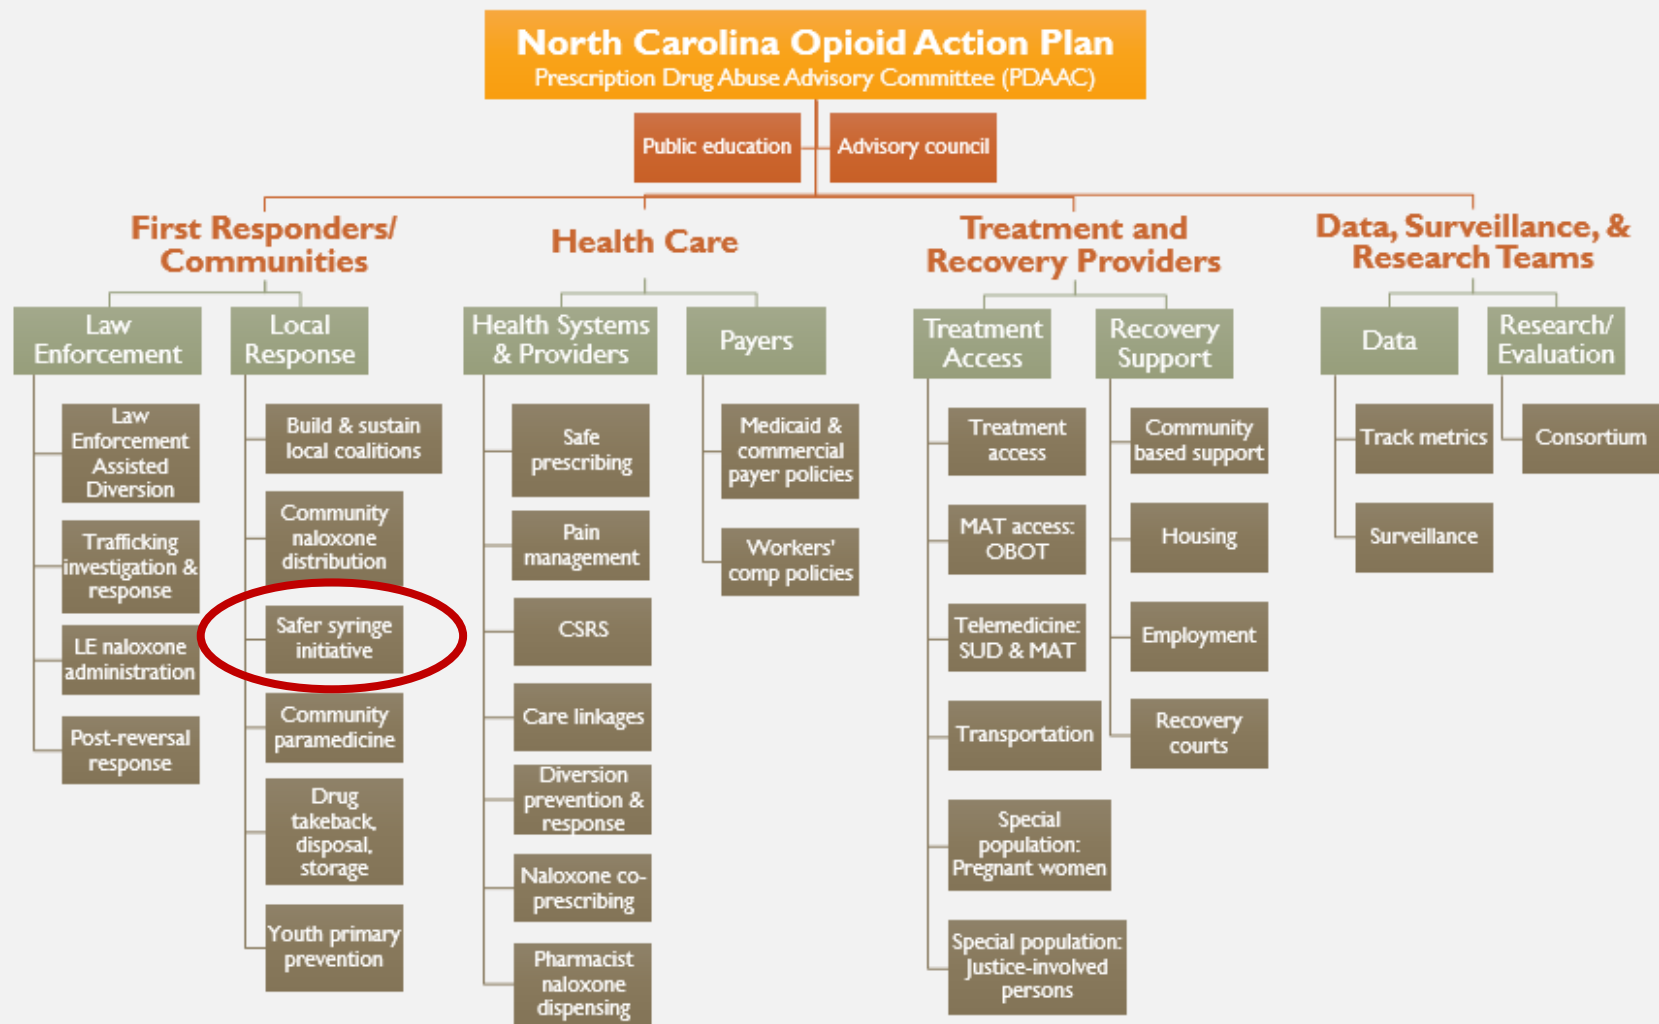 North Carolina Opioid Action Plan
Prescription Drug Abuse Advisory Committee (PDAAC)
Public education
Advisory council
First Responders/
Communities
Health Care
Treatment and
Recovery Providers
Data, Surveillance, &
Research Teams
Law
Enforcement
Local
Response
Health Systems
& Providers
Payers
Treatment
Access
Recovery
Support
Data
Research/
Evaluation
Law
Enforcement
Assisted
Diversion
Trafficking
investigation &
response
LE naloxone
administration
Post-reversal
response
Build & sustain
local coalitions
Community
naloxone
distribution
Safer syringe
initiative
Community
paramedicine
Drug
takeback,
disposal,
storage
Youth primary
prevention
Safe
prescribing
Pain
management
CSRS
Care linkages
Diversion
prevention &
response
Naloxone co-
prescribing
Pharmacist
naloxone
dispensing
Medicaid &
commercial
payer policies
Workers'
comp policies
Treatment
access
MAT access:
OBOT
Telemedicine:
SUD & MAT
Transportation
Special
population:
Pregnant women
Special population:
Justice-involved
persons
Community
based support
Housing
Employment
Recovery
courts
Track metrics
Surveillance
Consortium